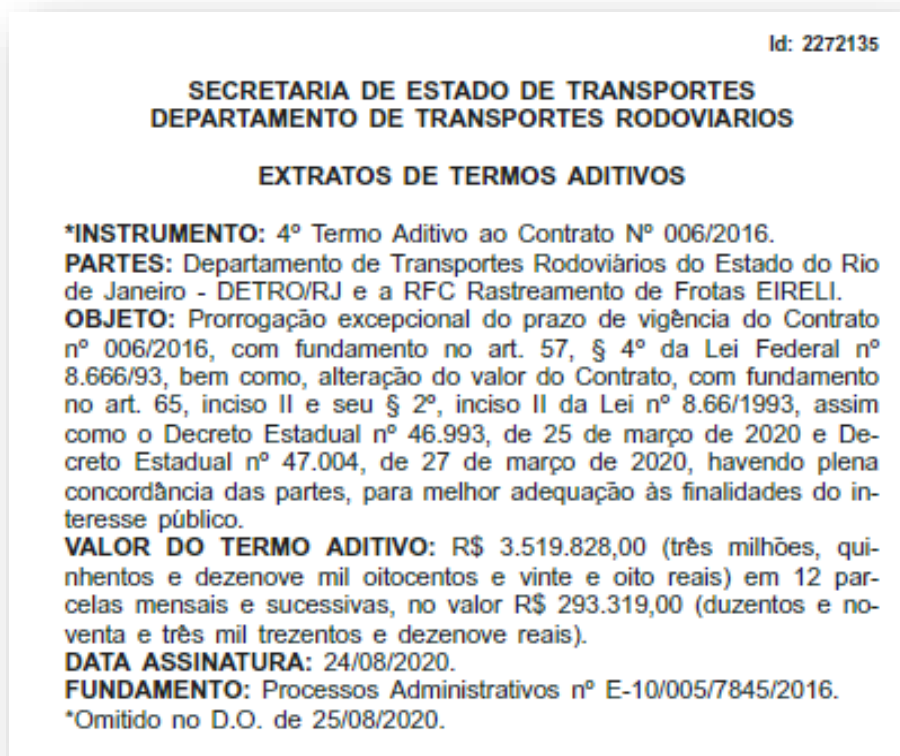 Id: 2272135
SECRETARIA DE ESTADO DE TRANSPORTES
DEPARTAMENTO DE TRANSPORTES RODOVIARIOS
EXTRATOS DE TERMOS ADITIVOS
*INSTRUMENTO: 4º Termo Aditivo ao Contrato Nº 006/2016.
PARTES: Departamento de Transportes Rodoviários do Estado do Rio
de Janeiro - DETRO/RJ e a RFC Rastreamento de Frotas EIRELI.
OBJETO: Prorrogação excepcional do prazo de vigência do Contrato
nº 006/2016, com fundamento no art. 57, § 4º da Lei Federal nº
8.666/93, bem como, alteração do valor do Contrato, com fundamento
no art. 65, inciso II e seu § 2º, inciso II da Lei nº 8.66/1993, assim
como o Decreto Estadual nº 46.993, de 25 de março de 2020 e De-
creto Estadual nº 47.004, de 27 de março de 2020, havendo plena
concordância das partes, para melhor adequação às finalidades do in-
teresse público.
VALOR DO TERMO ADITIVO: R$ 3.519.828,00 (três milhões, qui-
nhentos e dezenove mil oitocentos e vinte e oito reais) em 12 par-
celas mensais e sucessivas, no valor R$ 293.319,00 (duzentos e no-
venta e três mil trezentos e dezenove reais).
DATA ASSINATURA: 24/08/2020.
FUNDAMENTO: Processos Administrativos nº E-10/005/7845/2016.
*Omitido no D.O. de 25/08/2020.